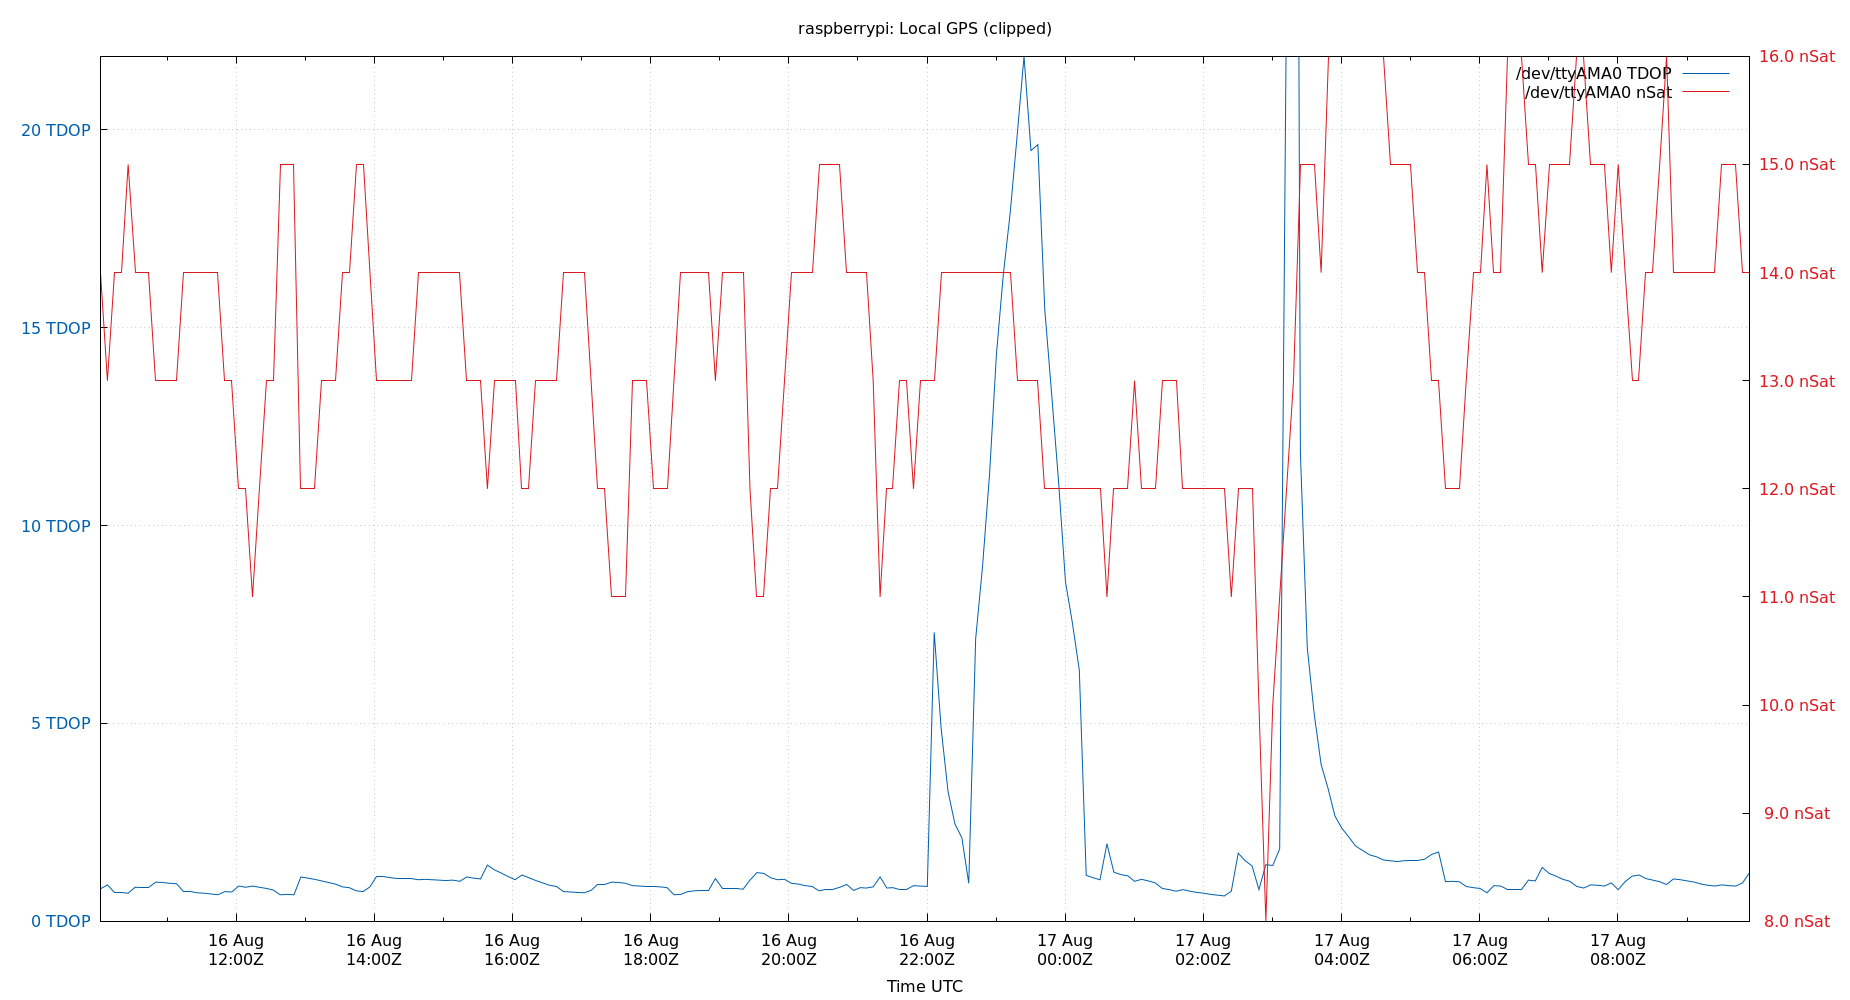 raspberrypi: Local GPS (clipped)
/dev/ttyAMA0 TDOP
/dev/ttyAMA0 nSat
20 TDOP
15 TDOP
10 TDOP
5 TDOP
0 TDOP
16.0 nSat
15.0 nSat
14.0 nSat
13.0 nSat
12.0 nSat
11.0 nSat
10.0 nSat
9.0 nSat
8.0 nSat
16 Aug
12:00Z
16 Aug
14:00Z
16 Aug
16:00Z
16 Aug
18:00Z
16 Aug
20:00Z
16 Aug
22:00Z
17 Aug
00:00Z
17 Aug
02:00Z
17 Aug
04:00Z
17 Aug
06:00Z
17 Aug
08:00Z
Time UTC